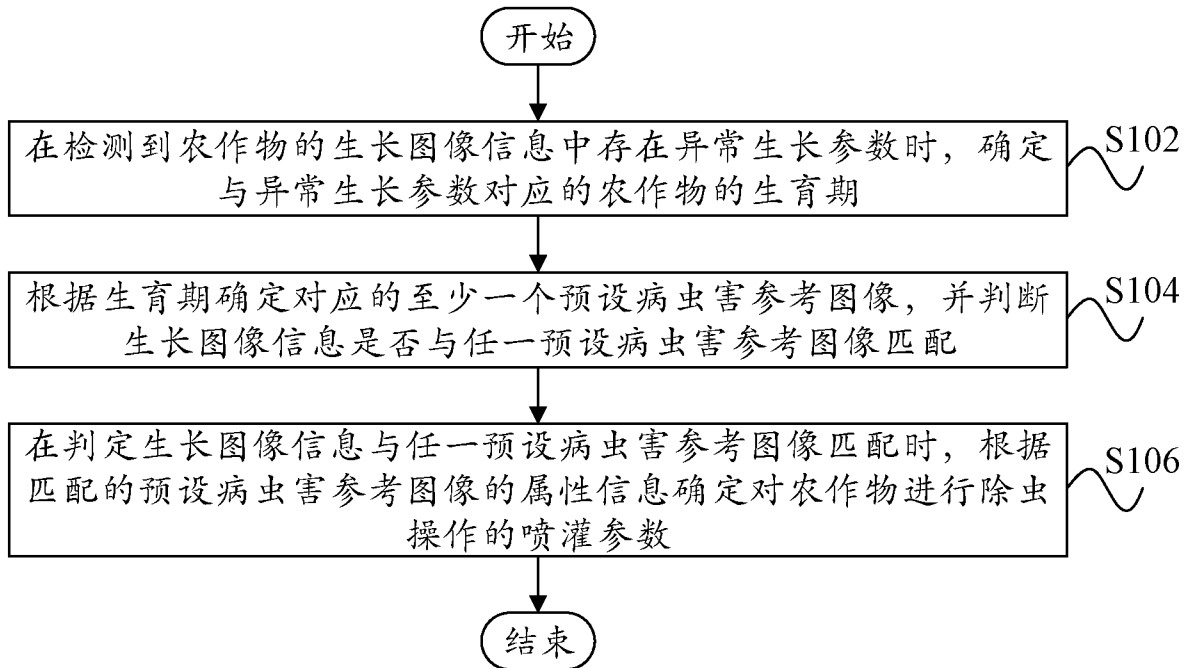 开始
在检测到农作物的生长图像信息中存在异常生长参数时，确定
与异常生长参数对应的农作物的生育期
S102
根据生育期确定对应的至少一个预设病虫害参考图像，并判断
生长图像信息是否与任一预设病虫害参考图像匹配
S104
在判定生长图像信息与任一预设病虫害参考图像匹配时，根据
匹配的预设病虫害参考图像的属性信息确定对农作物进行除虫
操作的喷灌参数
S106
结束